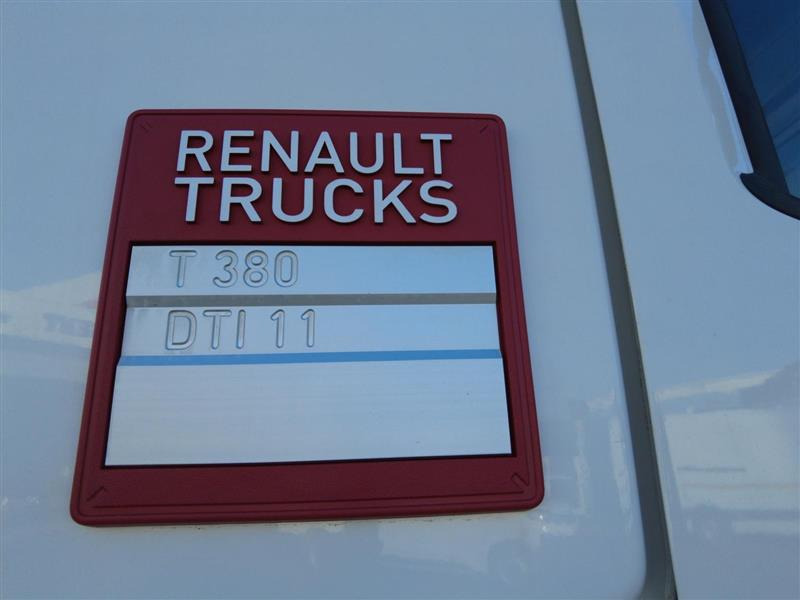 RENAULT
TRUCKS
T 380
DTI 11